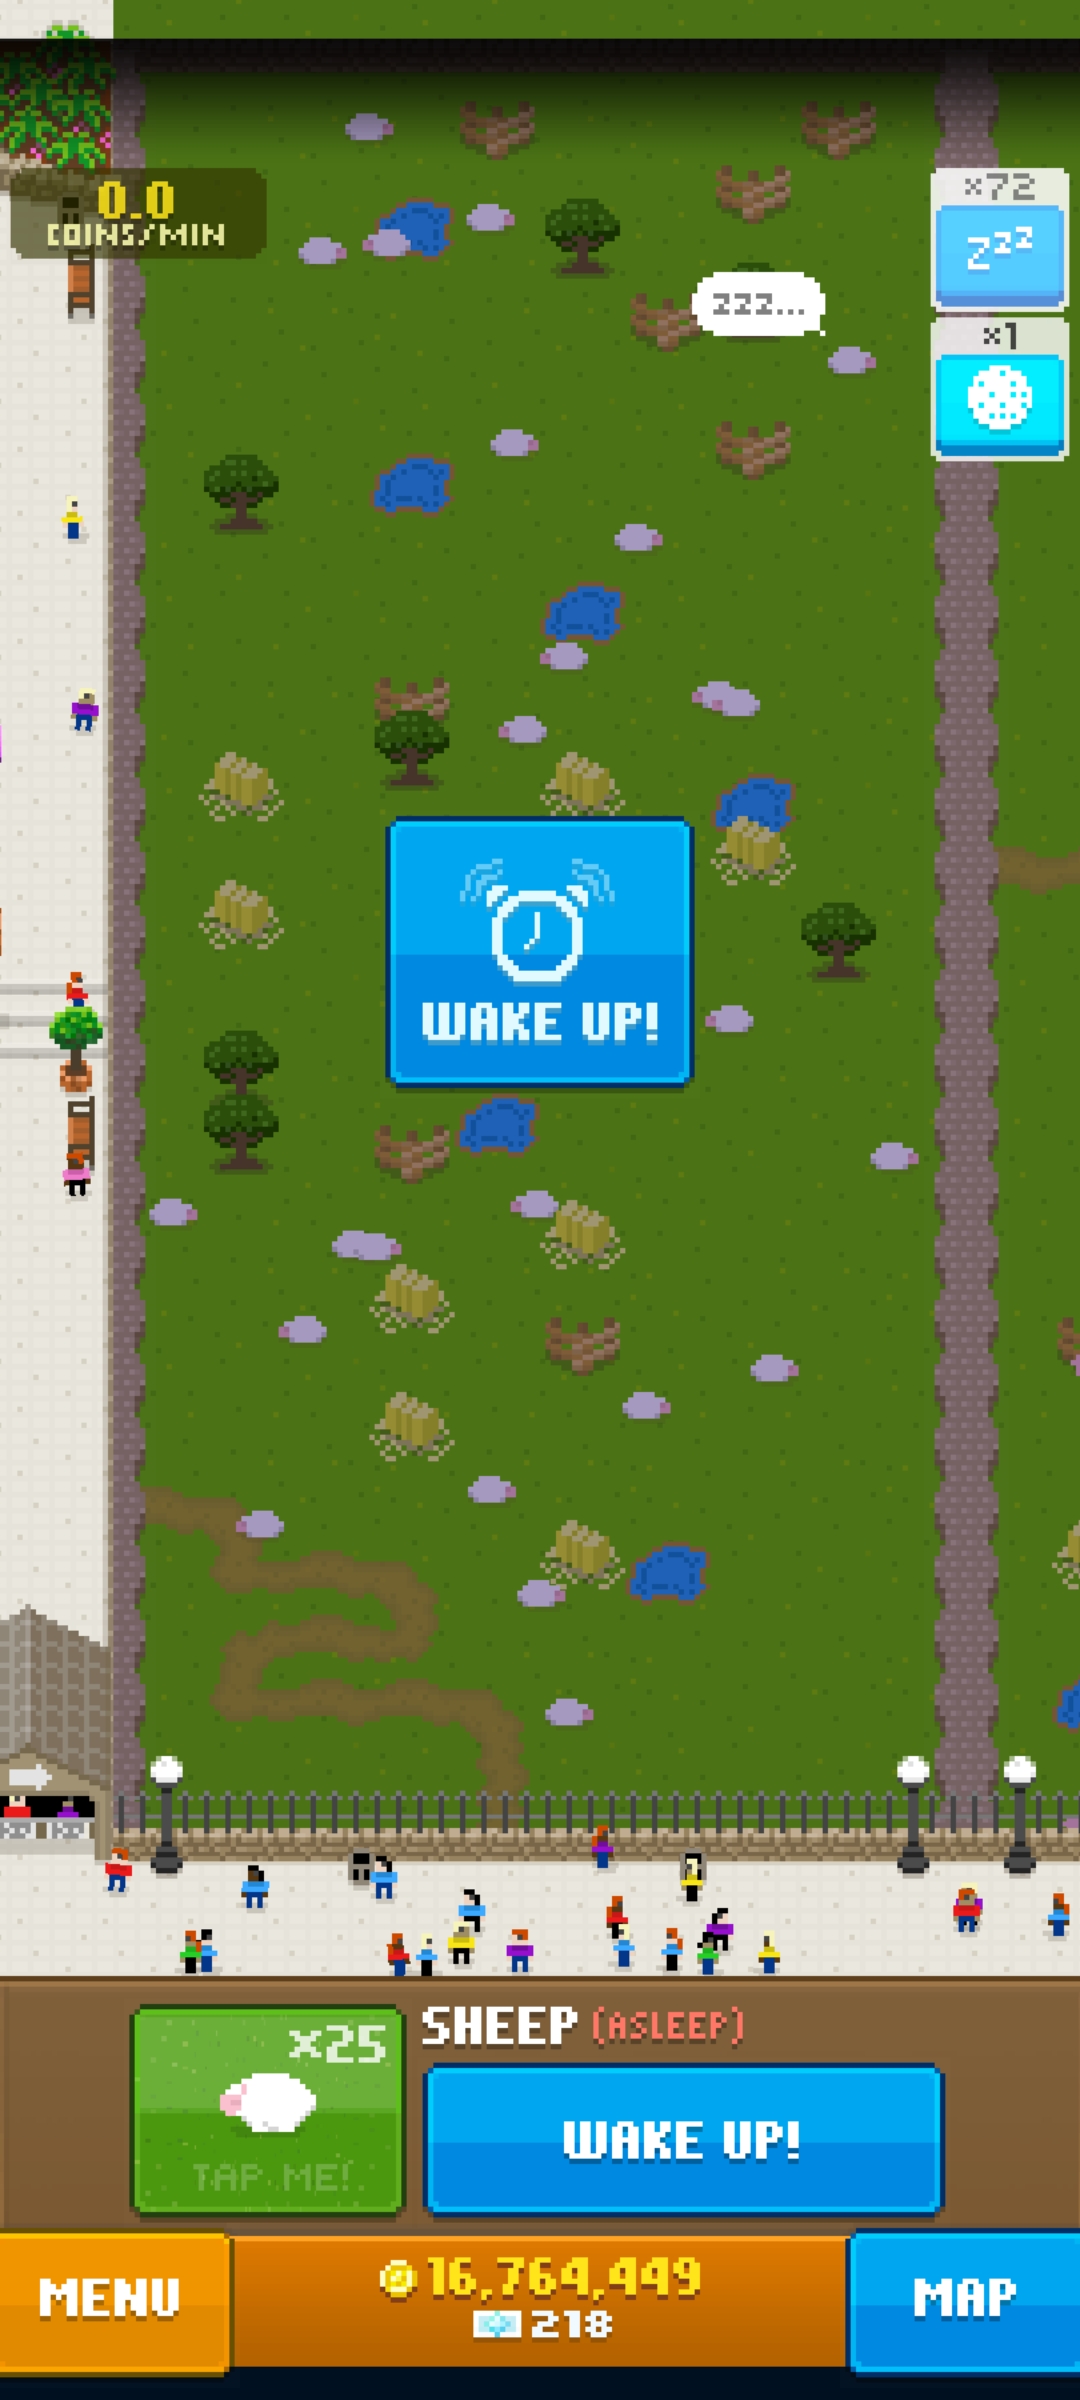 0.0
COINS/MIN
x72
zzz
zzz...
x1
WAKE UP!
x25
TAP ME!
SHEEP (ASLEEP)
WAKE UP!
MENU
16,764,449
218
MAP